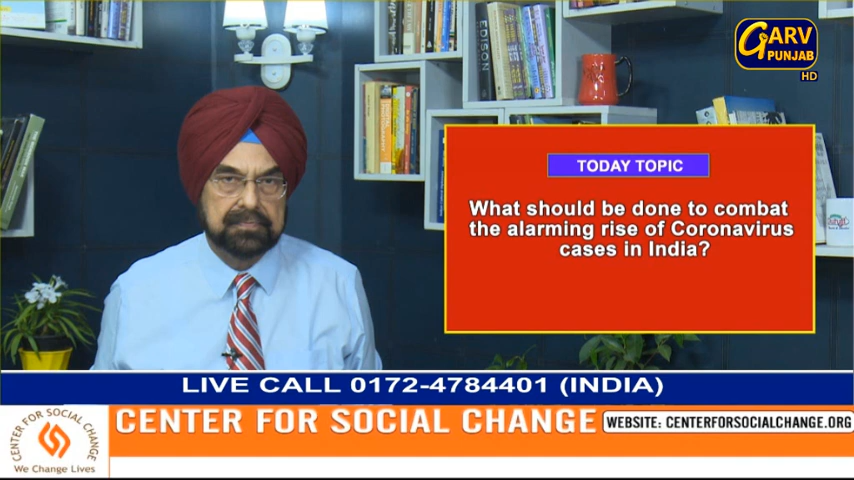 GARV
PUNJAB
HD
EDISON
TODAY TOPIC
What should be done to combat
the alarming rise of Coronavirus
cases in India?
LIVE CALL 0172-4784401 (INDIA)
CENTER FOR SOCIAL CHANGE
We Change Lives
CENTER FOR SOCIAL CHANGE
WEBSITE: CENTERFORSOCIALCHANGE.ORG